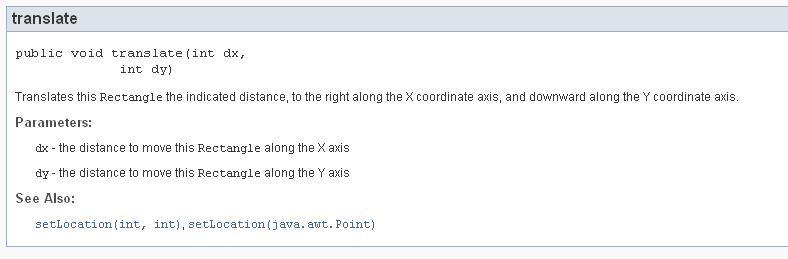 translate
public void translate(int dx,
int dy)
Translates this Rectangle the indicated distance, to the right along the X coordinate axis, and downward along the Y coordinate axis.
Parameters:
dx - the distance to move this Rectangle along the X axis
dy - the distance to move this Rectangle along the Y axis
See Also:
setLocation(int, int), setLocation(java.awt.Point)